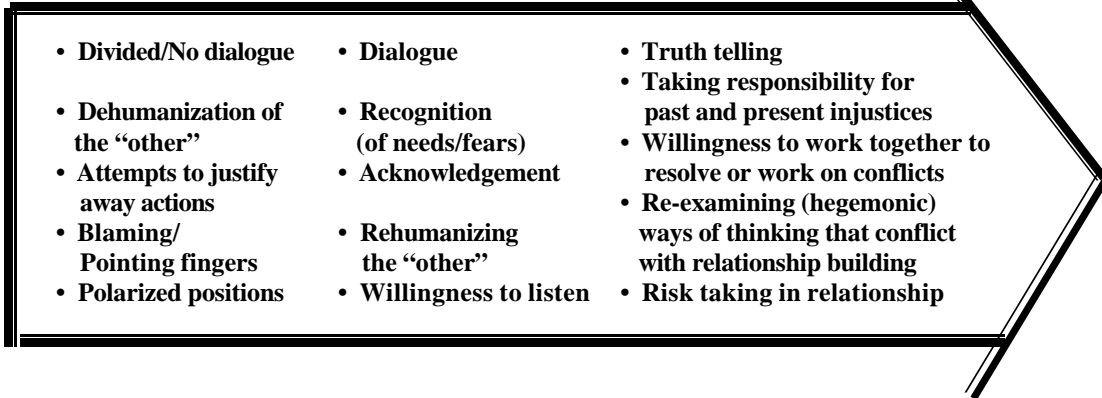 • Divided/No dialogue
• Dehumanization of
the “other”
• Attempts to justify
away actions
• Blaming/
Pointing fingers
• Polarized positions
• Dialogue
• Recognition
(of needs/fears)
• Acknowledgement
• Rehumanizing
the “other”
• Willingness to listen
• Truth telling
• Taking responsibility for
past and present injustices
• Willingness to work together to
resolve or work on conflicts
• Re-examining (hegemonic)
ways of thinking that conflict
with relationship building
• Risk taking in relationship